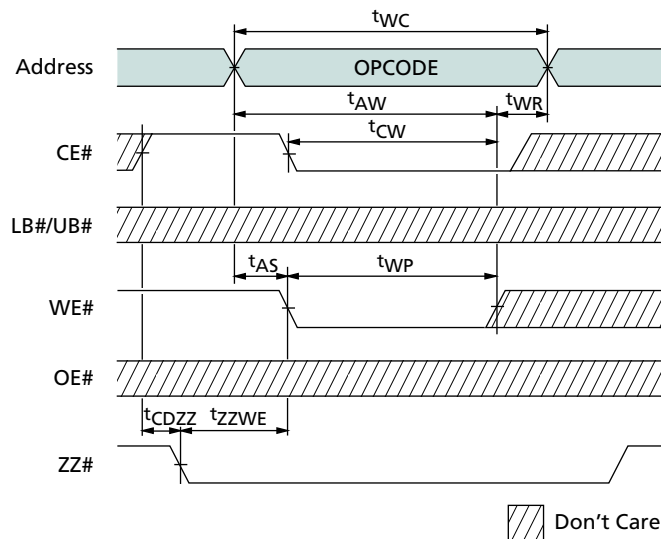 tWC
Address
OPCODE
tAW
tWR
tCW
CE#
LB#/UB#
tAS
tWP
WE#
OE#
tCDZZ
tZZWE
ZZ#
Don't Care